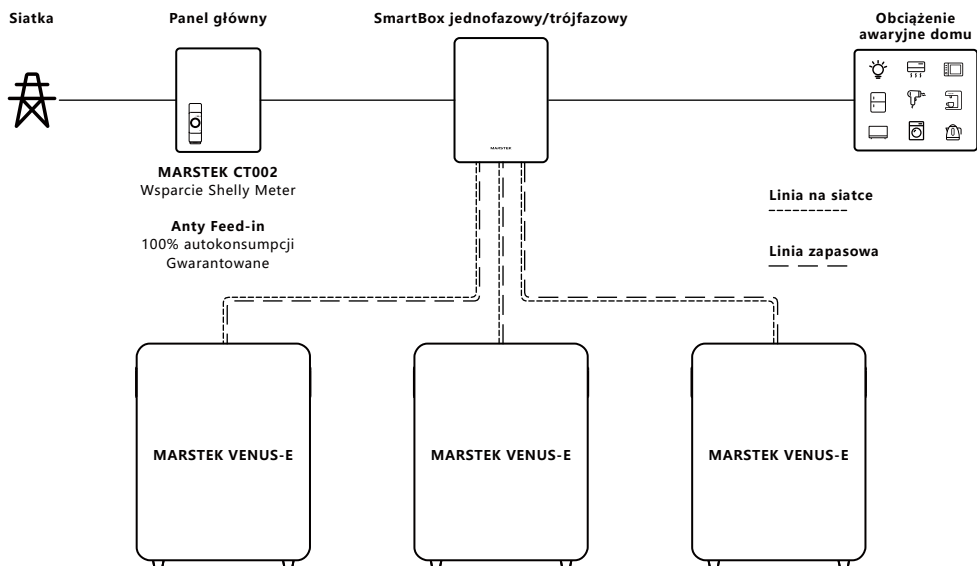 Siatka
Panel główny
SmartBox jednofazowy/trójfazowy
Obciążenie
awaryjne domu
MARSTEK
MARSTEK CT002
Wsparcie Shelly Meter
Anty Feed-in
100% autokonsumpcji
Gwarantowane
Linia na siatce
Linia zapasowa
MARSTEK VENUS-E
MARSTEK VENUS-E
MARSTEK VENUS-E